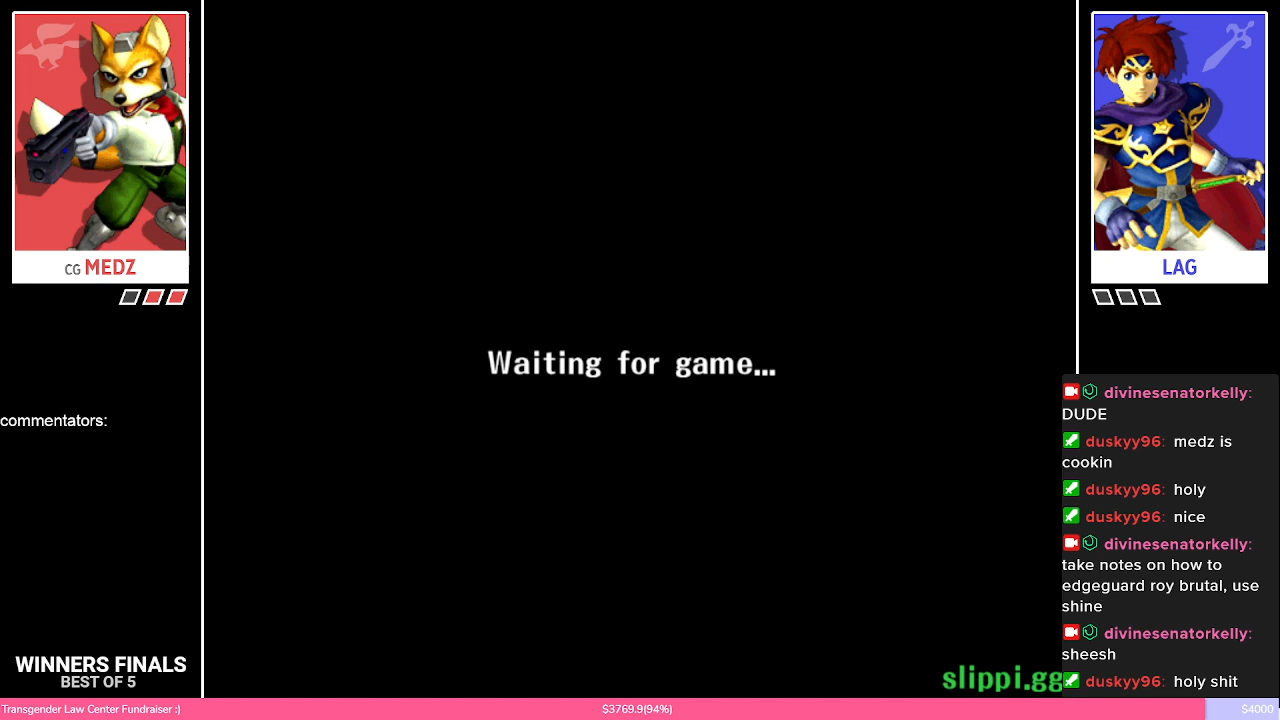 CG MEDZ
LAG
Waiting for game...
commentators:
divinesenatorkelly:
DUDE
duskyy96: medz is
cookin
duskyy96: holy
duskyy96: nice
divinesenatorkelly:
take notes on how to
edgeguard roy brutal, use
shine
divinesenatorkelly:
sheesh
duskyy96: holy shit
WINNERS FINALS
BEST OF 5
slippi.gg
Transgender Law Center Fundraiser :)
$3769.9(94%)
$4000